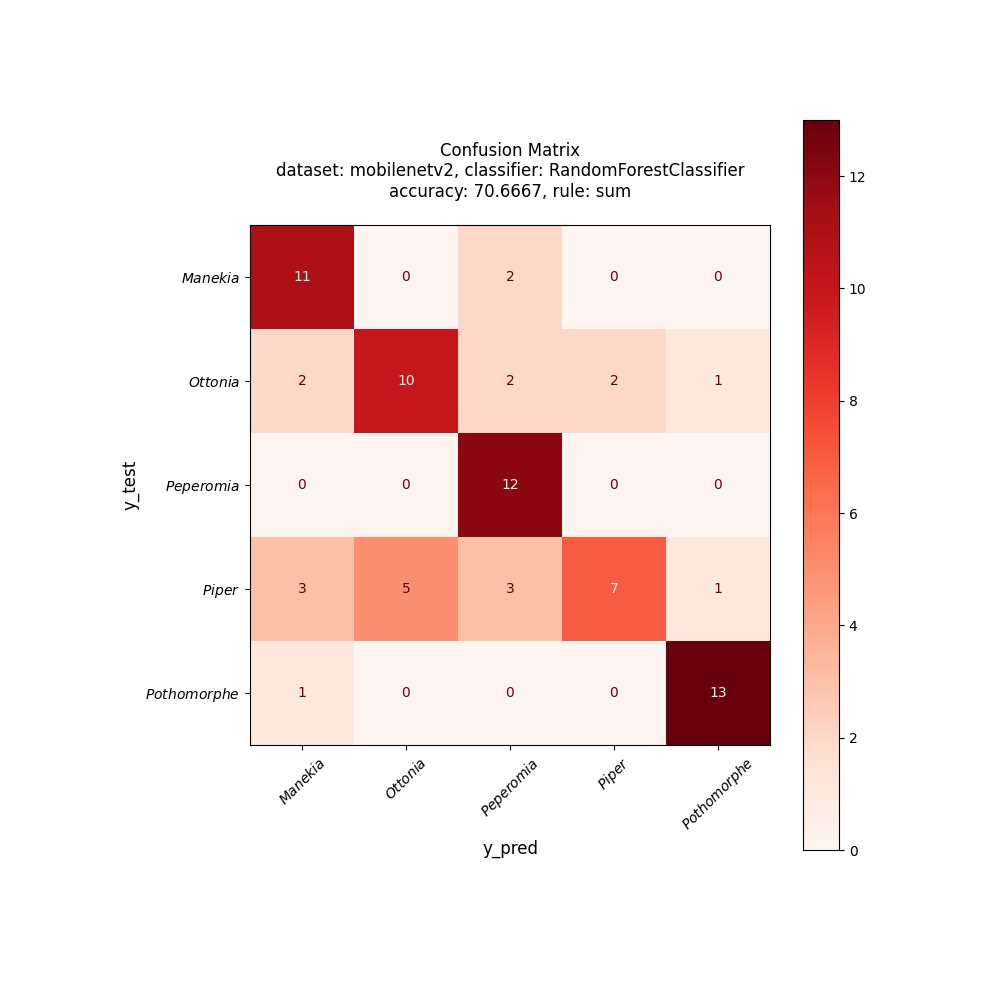 Confusion Matrix
dataset: mobilenetv2, classifier: RandomForestClassifier
accuracy: 70.6667, rule: sum
y_test
Manekia 11 0 2 0 0
Ottonia 2 10 2 2 1
Peperomia 0 0 12 0 0
Piper 3 5 3 7 1
Pothomorphe 1 0 0 0 13
Manekia Ottonia Peperomia Piper Pothomorphe
y_pred
12
10
8
6
4
2
0